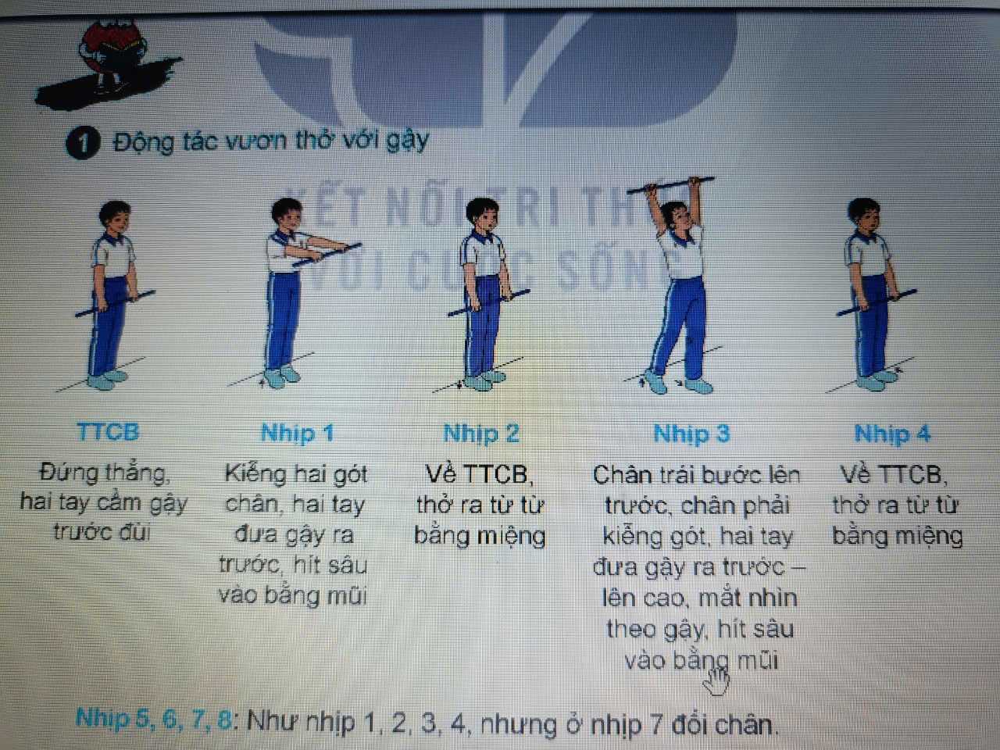 1 Động tác vươn thở với gậy
KẾT NỐI TRI TH
VỚI CUỘC SỐNG
TTCB
Đứng thẳng,
hai tay cầm gậy
trước đùi
Nhịp 1
Kiễng hai gót
chân, hai tay
đưa gậy ra
trước, hít sâu
vào bằng mũi
Nhịp 2
Về TTCB,
thở ra từ từ
bằng miệng
Nhịp 3
Chân trái bước lên
trước, chân phải
kiễng gót, hai tay
đưa gậy ra trước –
lên cao, mắt nhìn
theo gậy, hít sâu
vào bằng mũi
Nhịp 4
Về TTCB,
thở ra từ từ
bằng miệng
Nhịp 5, 6, 7, 8: Như nhịp 1, 2, 3, 4, nhưng ở nhịp 7 đổi chân.